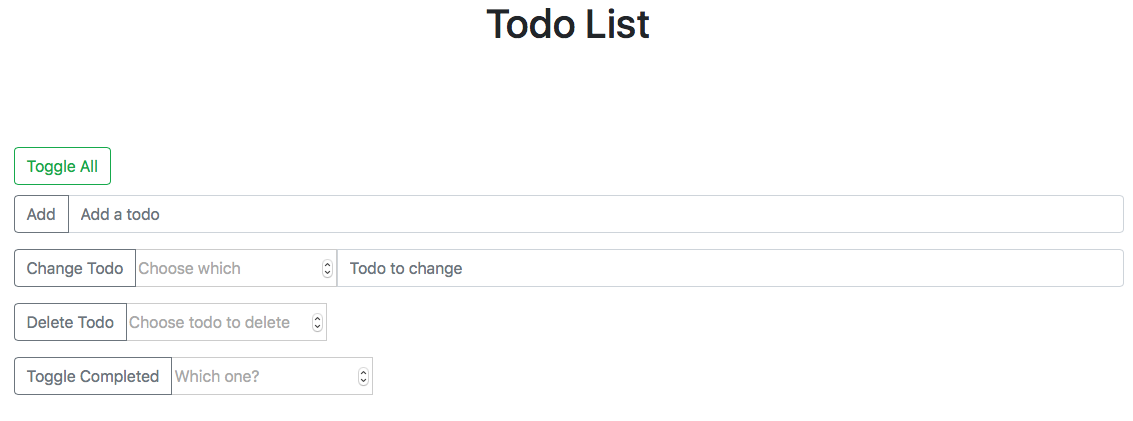 Todo List
Toggle All
Add Add a todo
Change Todo Choose which Todo to change
Delete Todo Choose todo to delete
Toggle Completed Which one?